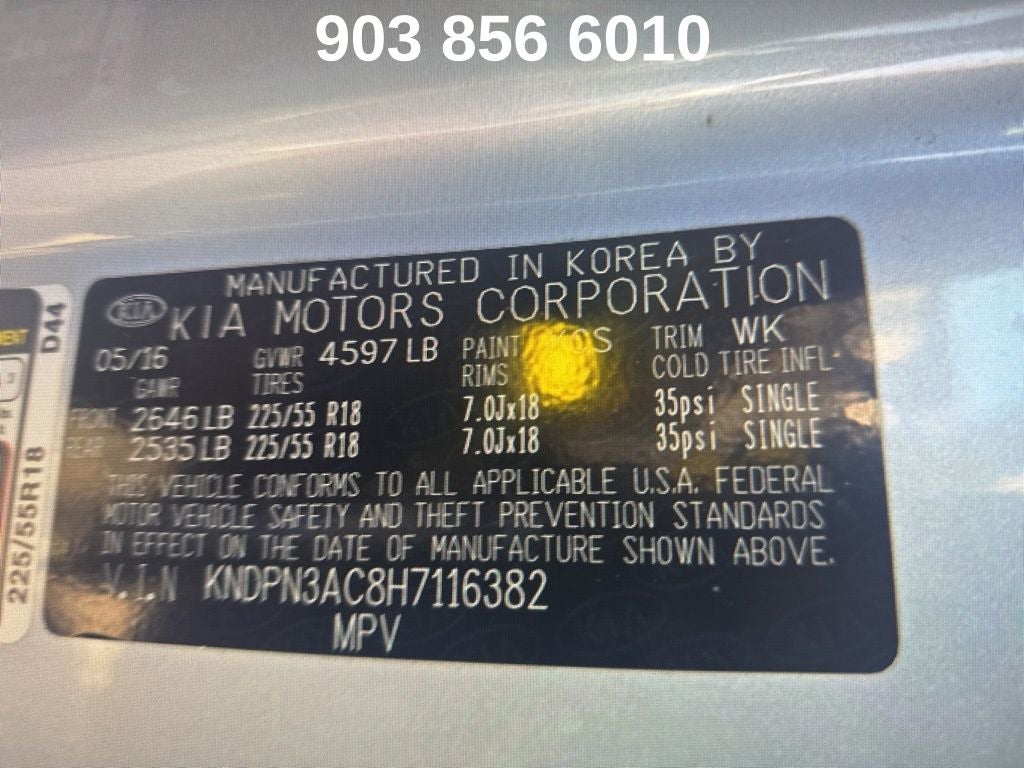 903 856 6010
MANUFACTURED IN KOREA BY
KIA KIA MOTORS CORPORATION
05/16 GVWR 4597 LB PAINT TRIM WK
GAWR TIRES RIMS COLD TIRE INFL.
FRONT 2646 LB 225/55 R18 7.0Jx18 35psi SINGLE
REAR 2535 LB 225/55 R18 7.0Jx18 35psi SINGLE
THIS VEHICLE CONFORMS TO ALL APPLICABLE U.S.A. FEDERAL
MOTOR VEHICLE SAFETY AND THEFT PREVENTION STANDARDS
IN EFFECT ON THE DATE OF MANUFACTURE SHOWN ABOVE.
V.I.N KNDPN3AC8H7116382
MPV
D44
225/55R18